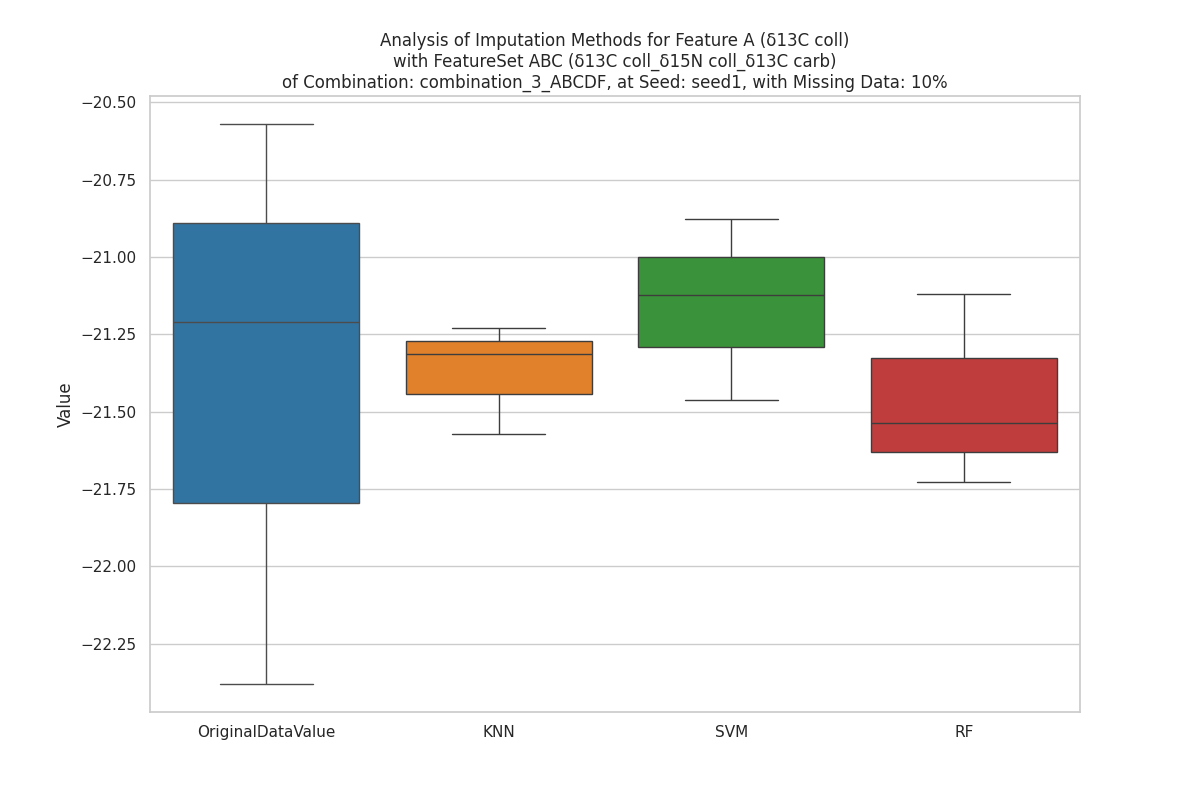 Analysis of Imputation Methods for Feature A (δ13C coll)
with FeatureSet ABC (δ13C coll_δ15N coll_δ13C carb)
of Combination: combination_3_ABCDF, at Seed: seed1, with Missing Data: 10%
−20.50
−20.75
−21.00
−21.25
−21.50
−21.75
−22.00
−22.25
Value
OriginalDataValue
KNN
SVM
RF